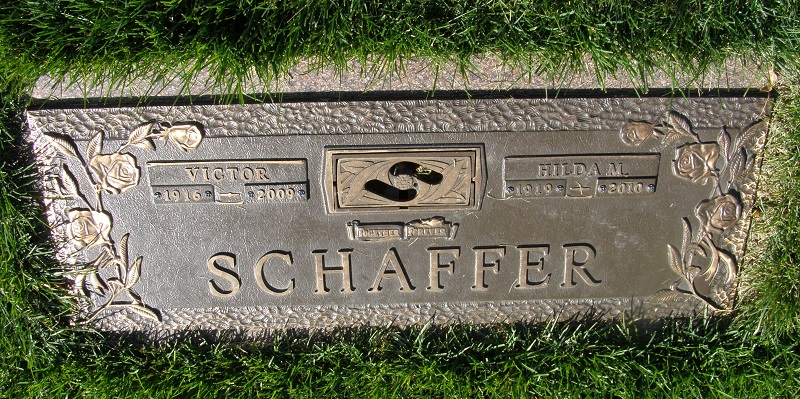 VICTOR
1916 2009
HILDA M.
1919 2010
TOGETHER FOREVER
SCHAFFER